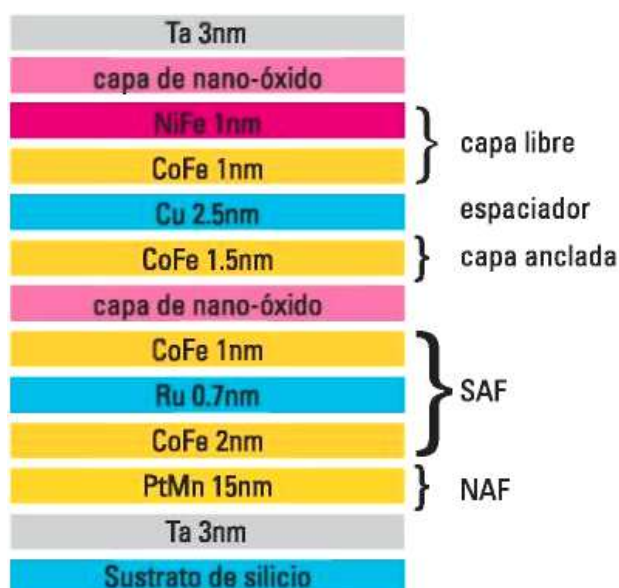 Ta 3nm
capa de nano-óxido
NiFe 1nm
CoFe 1nm
capa libre
Cu 2.5nm
espaciador
CoFe 1.5nm
capa anclada
capa de nano-óxido
CoFe 1nm
Ru 0.7nm
SAF
CoFe 2nm
PtMn 15nm
NAF
Ta 3nm
Sustrato de silicio